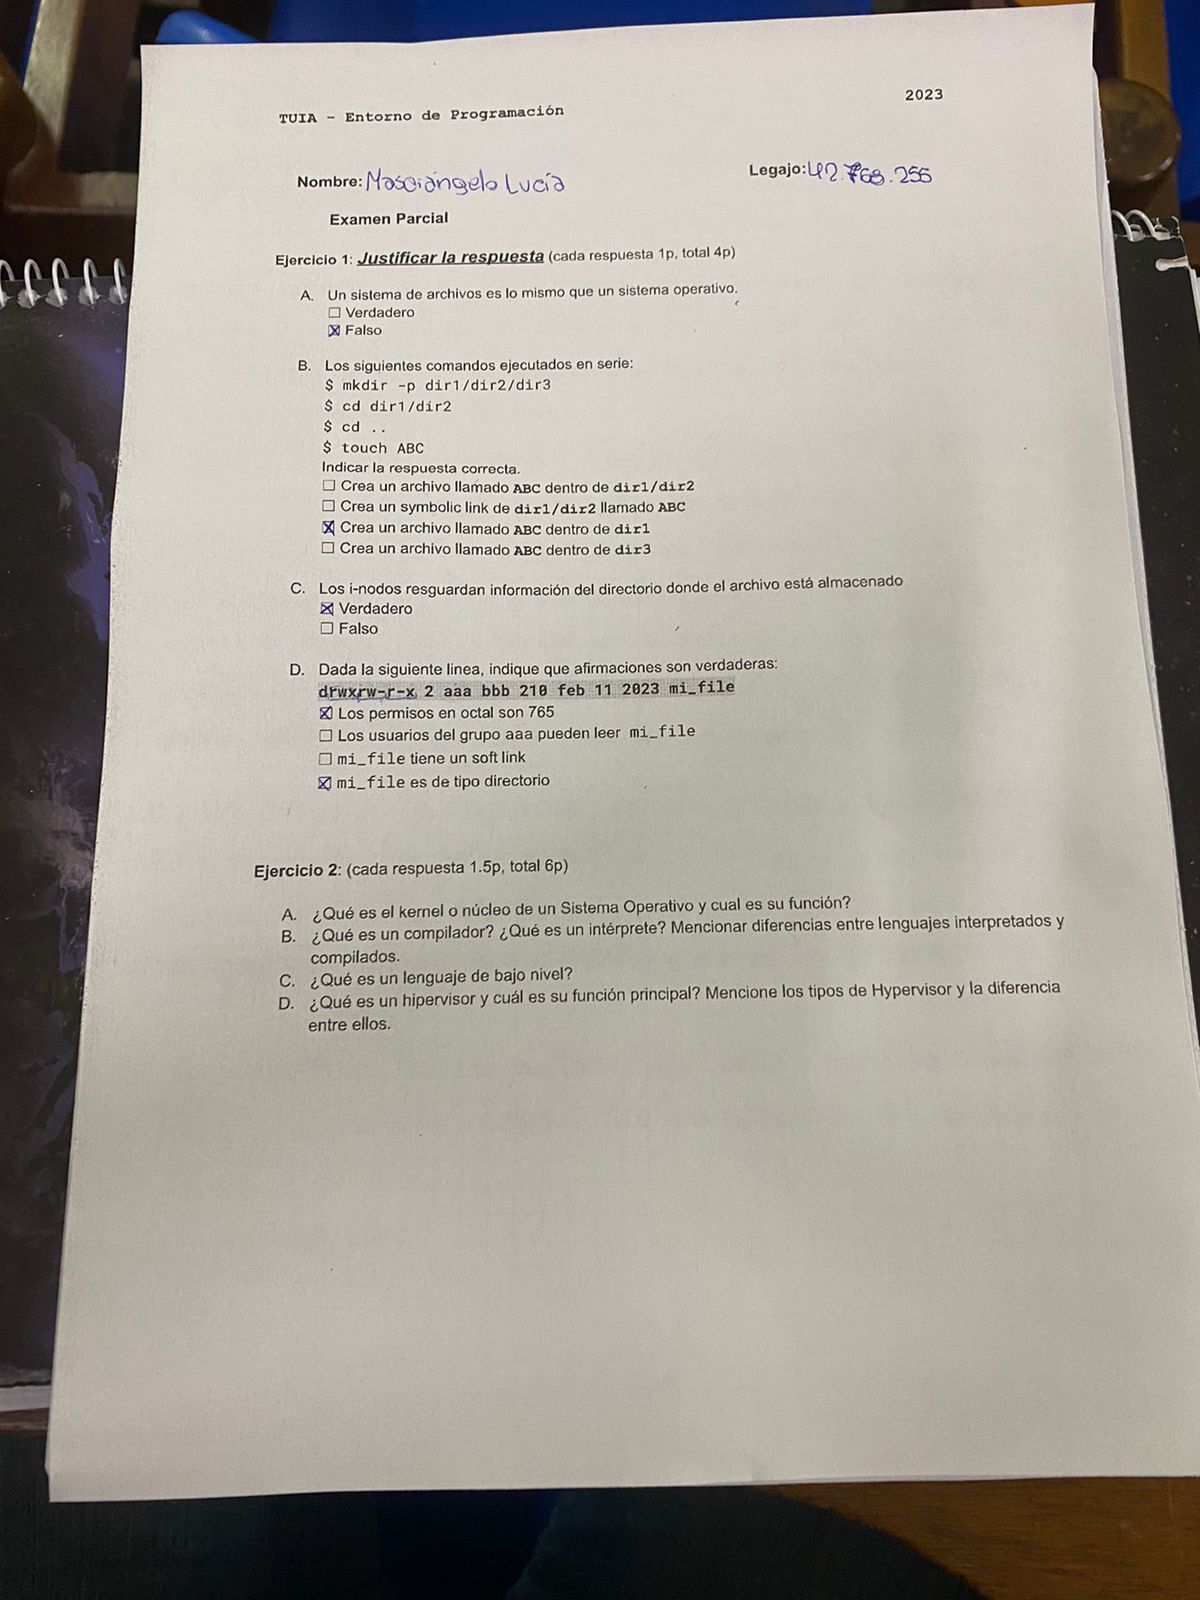 2023
TUIA - Entorno de Programación
Nombre: Masciángelo Lucía
Legajo: 42.768.255
Examen Parcial
Ejercicio 1: Justificar la respuesta (cada respuesta 1p, total 4p)
A. Un sistema de archivos es lo mismo que un sistema operativo.
☐ Verdadero
☒ Falso
B. Los siguientes comandos ejecutados en serie:
$ mkdir -p dir1/dir2/dir3
$ cd dir1/dir2
$ cd ..
$ touch ABC
Indicar la respuesta correcta.
☐ Crea un archivo llamado ABC dentro de dir1/dir2
☐ Crea un symbolic link de dir1/dir2 llamado ABC
☒ Crea un archivo llamado ABC dentro de dir1
☐ Crea un archivo llamado ABC dentro de dir3
C. Los i-nodos resguardan información del directorio donde el archivo está almacenado
☒ Verdadero
☐ Falso
D. Dada la siguiente linea, indique que afirmaciones son verdaderas:
drwxrw-r-x 2 aaa bbb 210 feb 11 2023 mi_file
☒ Los permisos en octal son 765
☐ Los usuarios del grupo aaa pueden leer mi_file
☐ mi_file tiene un soft link
☒ mi_file es de tipo directorio
Ejercicio 2: (cada respuesta 1.5p, total 6p)
A. ¿Qué es el kernel o núcleo de un Sistema Operativo y cual es su función?
B. ¿Qué es un compilador? ¿Qué es un intérprete? Mencionar diferencias entre lenguajes interpretados y
compilados.
C. ¿Qué es un lenguaje de bajo nivel?
D. ¿Qué es un hipervisor y cuál es su función principal? Mencione los tipos de Hypervisor y la diferencia
entre ellos.